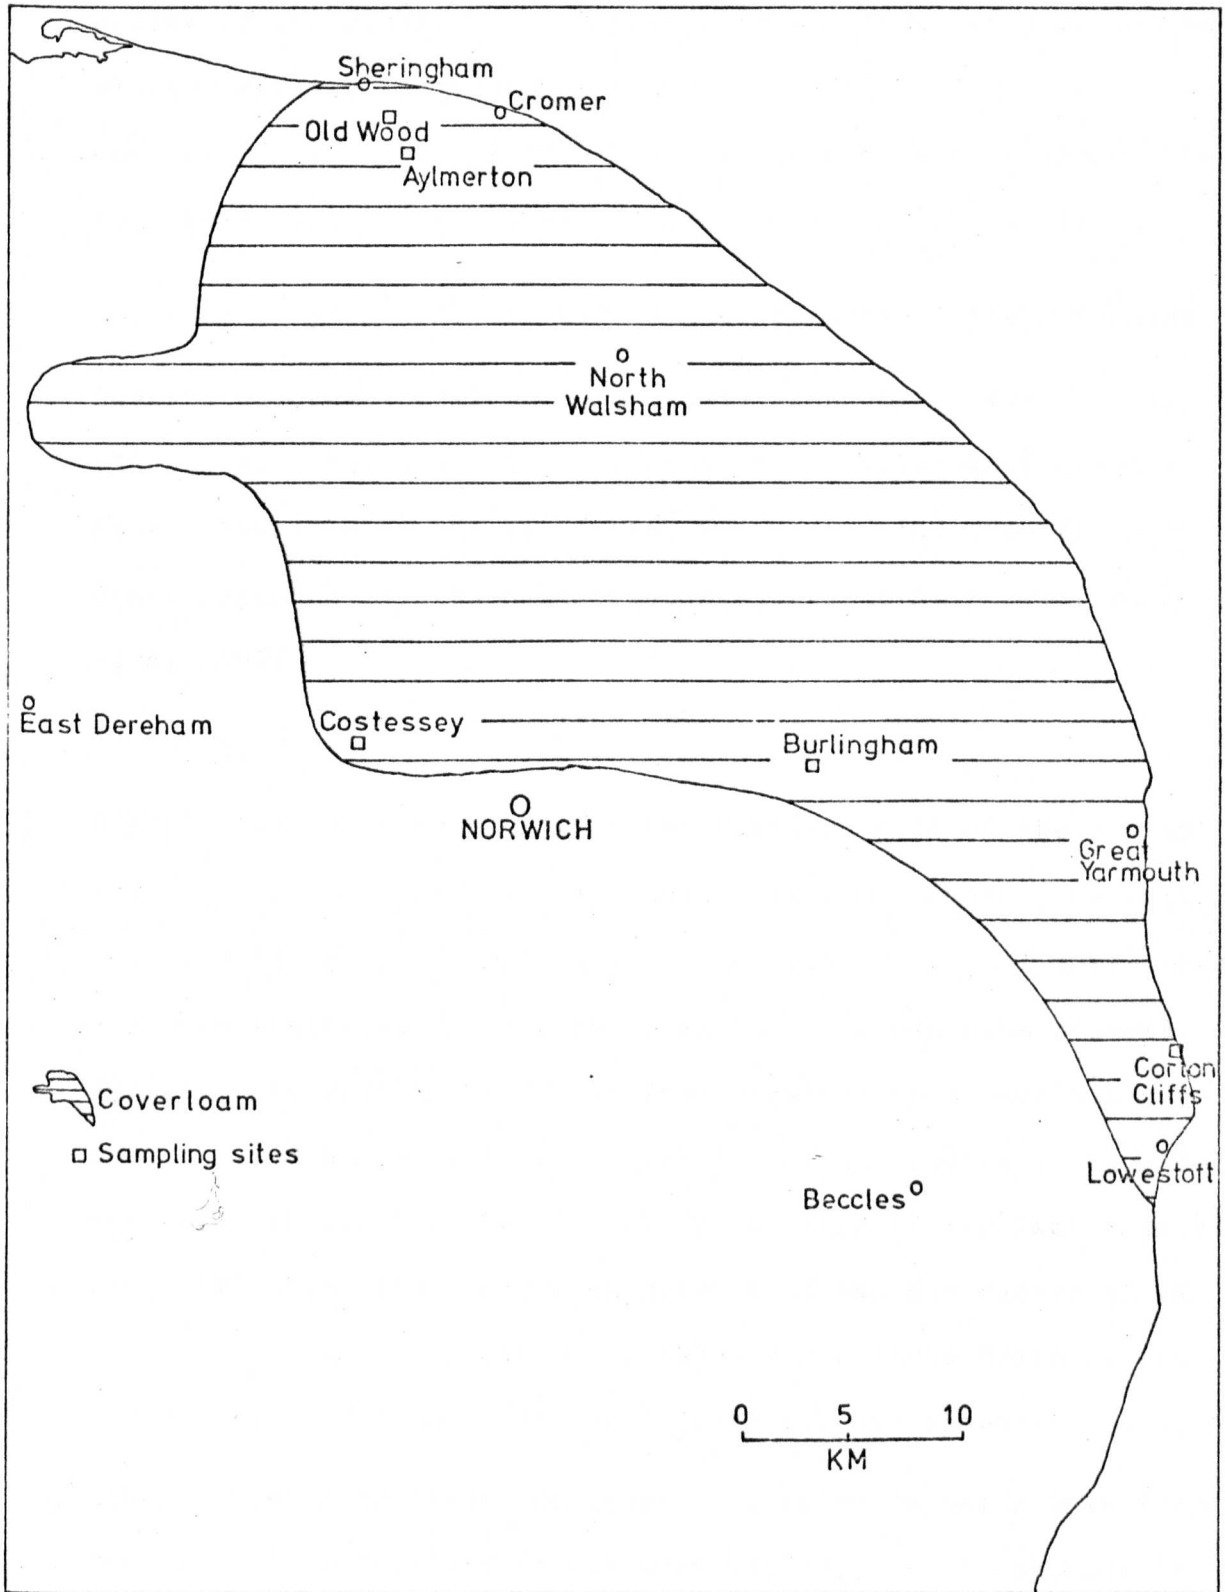 Sheringham
Cromer
Old Wood
Aylmerton
North
Walsham
East Dereham
Costessey
Burlingham
NORWICH
Great
Yarmouth
Corton
Cliffs
Coverloam
Sampling sites
Lowestoft
Beccles
0 5 10
KM